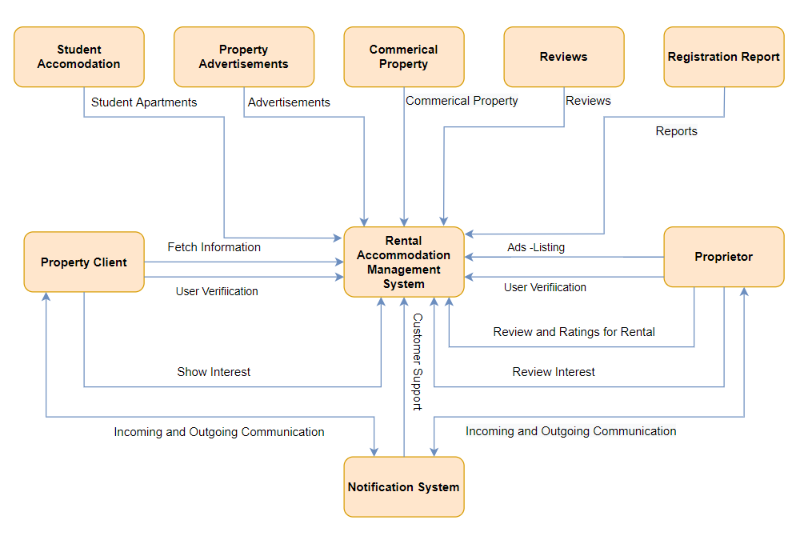 Student
Accomodation
Property
Advertisements
Commerical
Property
Reviews
Registration Report
Student Apartments
Advertisements
Commerical Property
Reviews
Reports
Property Client
Fetch Information
User Verifiication
Rental
Accommodation
Management
System
Ads -Listing
User Verifiication
Proprietor
Customer Support
Review and Ratings for Rental
Show Interest
Review Interest
Incoming and Outgoing Communication
Incoming and Outgoing Communication
Notification System